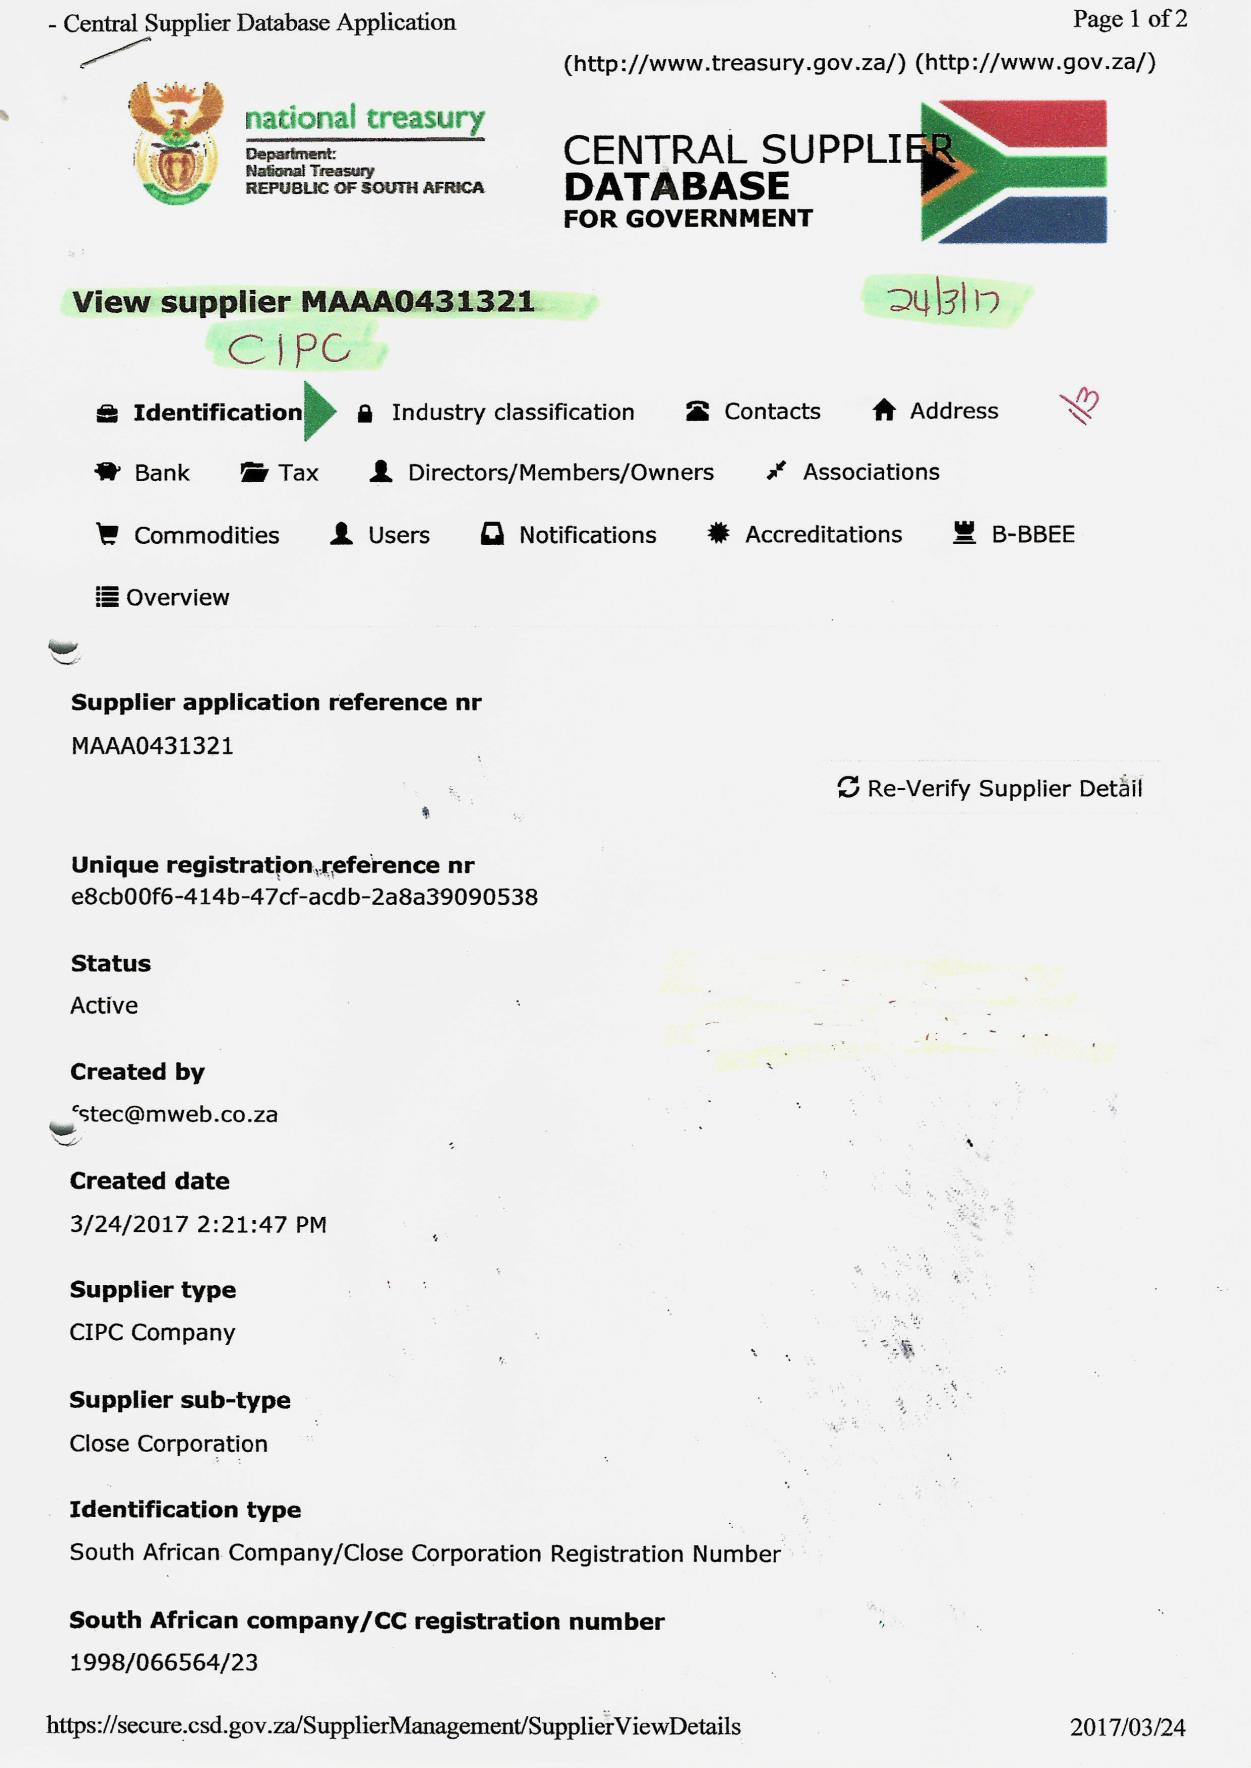 - Central Supplier Database Application
Page 1 of 2
(http://www.treasury.gov.za/) (http://www.gov.za/)
national treasury
Department:
National Treasury
REPUBLIC OF SOUTH AFRICA
CENTRAL SUPPLIER
DATABASE
FOR GOVERNMENT
View supplier MAAA0431321
24/3/17
CIPC
Identification
Industry classification
Contacts
Address
Bank
Tax
Directors/Members/Owners
Associations
Commodities
Users
Notifications
Accreditations
B-BBEE
Overview
Supplier application reference nr
MAAA0431321
Re-Verify Supplier Detail
Unique registration reference nr
e8cb00f6-414b-47cf-acdb-2a8a39090538
Status
Active
Created by
stec@mweb.co.za
Created date
3/24/2017 2:21:47 PM
Supplier type
CIPC Company
Supplier sub-type
Close Corporation
Identification type
South African Company/Close Corporation Registration Number
South African company/CC registration number
1998/066564/23
https://secure.csd.gov.za/SupplierManagement/SupplierViewDetails
2017/03/24